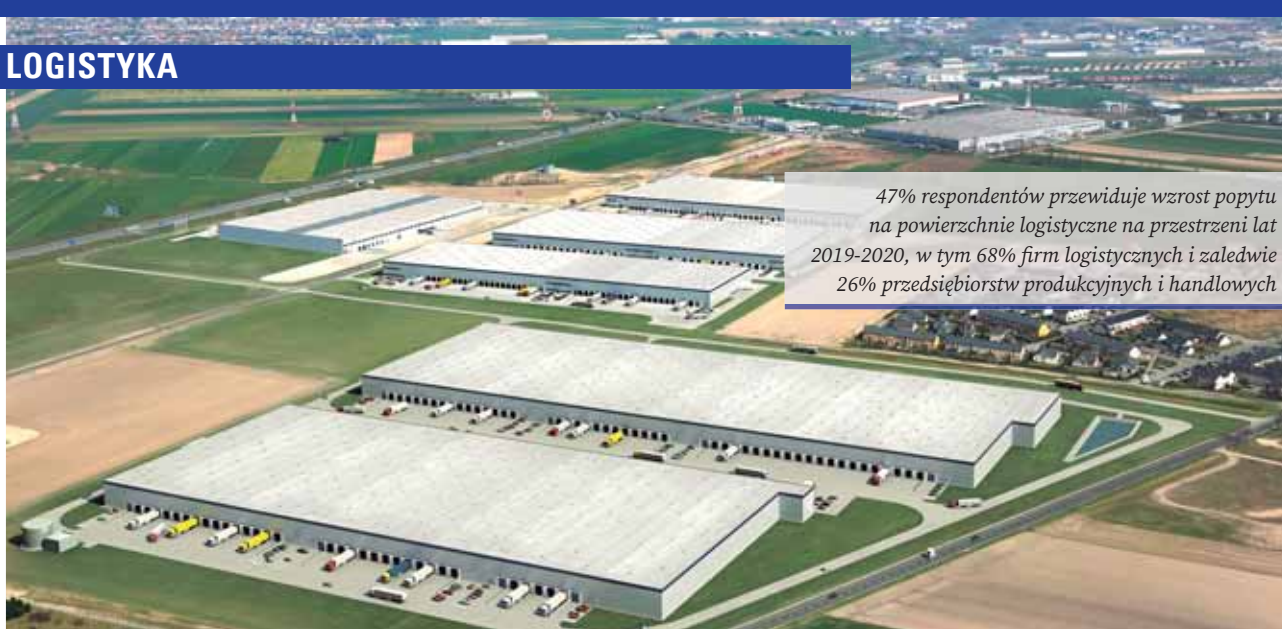 LOGISTYKA
47% respondentów przewiduje wzrost popytu
na powierzchnie logistyczne na przestrzeni lat
2019-2020, w tym 68% firm logistycznych i zaledwie
26% przedsiębiorstw produkcyjnych i handlowych